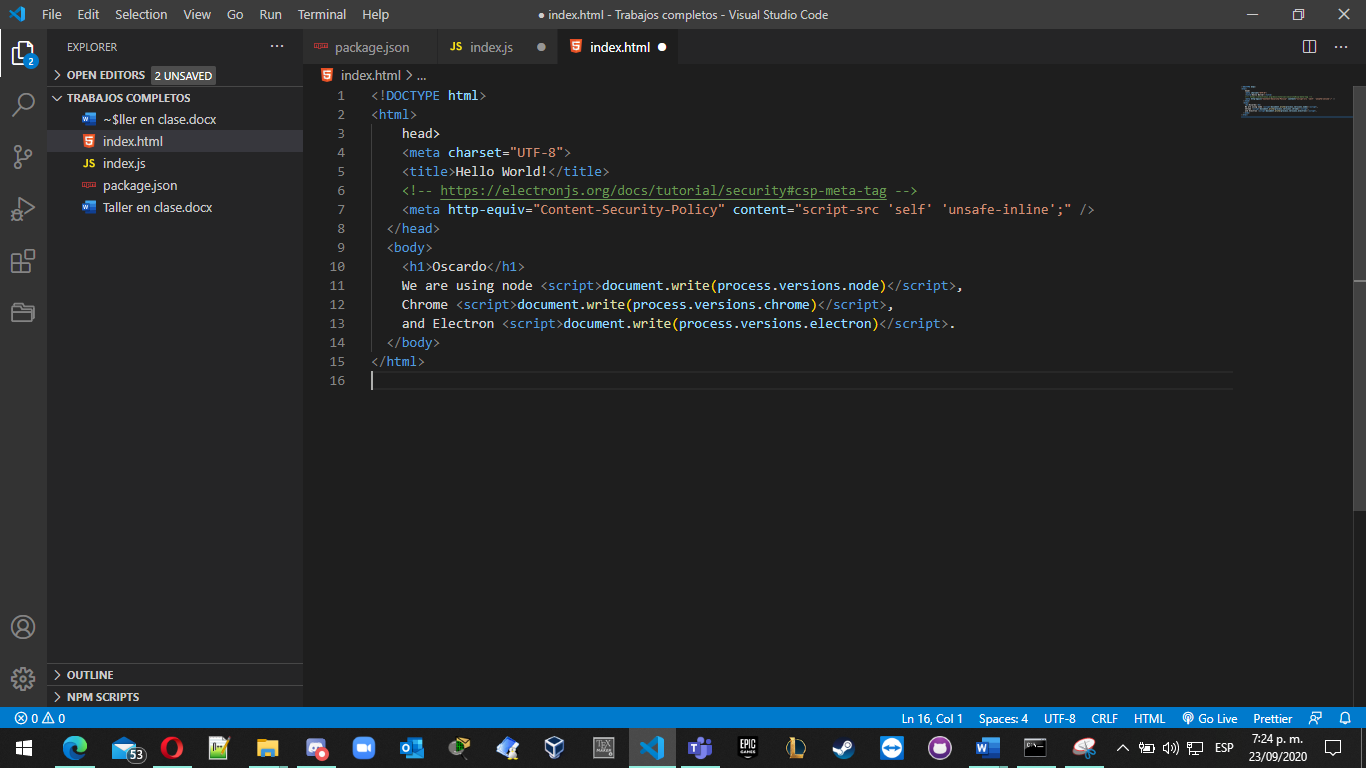 File Edit Selection View Go Run Terminal Help
● index.html - Trabajos completos - Visual Studio Code
EXPLORER
package.json
JS index.js
index.html
OPEN EDITORS 2 UNSAVED
index.html > ...
TRABAJOS COMPLETOS
~$ller en clase.docx
index.html
JS index.js
package.json
Taller en clase.docx
1 <!DOCTYPE html>
2 <html>
3 head>
4 <meta charset="UTF-8">
5 <title>Hello World!</title>
6 <!-- https://electronjs.org/docs/tutorial/security#csp-meta-tag -->
7 <meta http-equiv="Content-Security-Policy" content="script-src 'self' 'unsafe-inline';" />
8 </head>
9 <body>
10 <h1>Oscardo</h1>
11 We are using node <script>document.write(process.versions.node)</script>,
12 Chrome <script>document.write(process.versions.chrome)</script>,
13 and Electron <script>document.write(process.versions.electron)</script>.
14 </body>
15 </html>
16
2
OUTLINE
NPM SCRIPTS
0 0
Ln 16, Col 1 Spaces: 4 UTF-8 CRLF HTML Go Live Prettier
53
EPIC GAMES
ESP
7:24 p. m.
23/09/2020